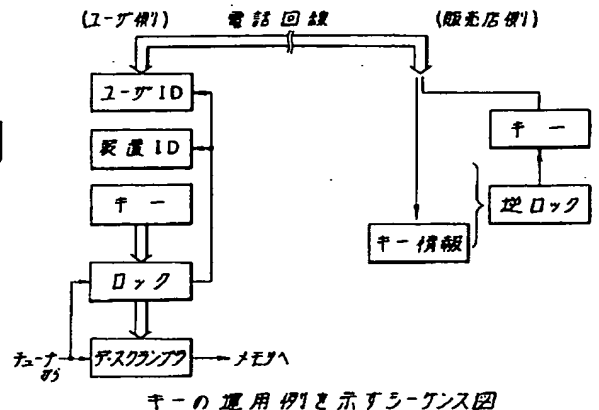 (ユーザ側) 電話回線 (販売店側)
ユーザID
装置ID
キー
ロック
チューナから
デ・スクランブラ
メモリへ
キー情報
キー
逆ロック
キーの運用例を示すシーケンス図